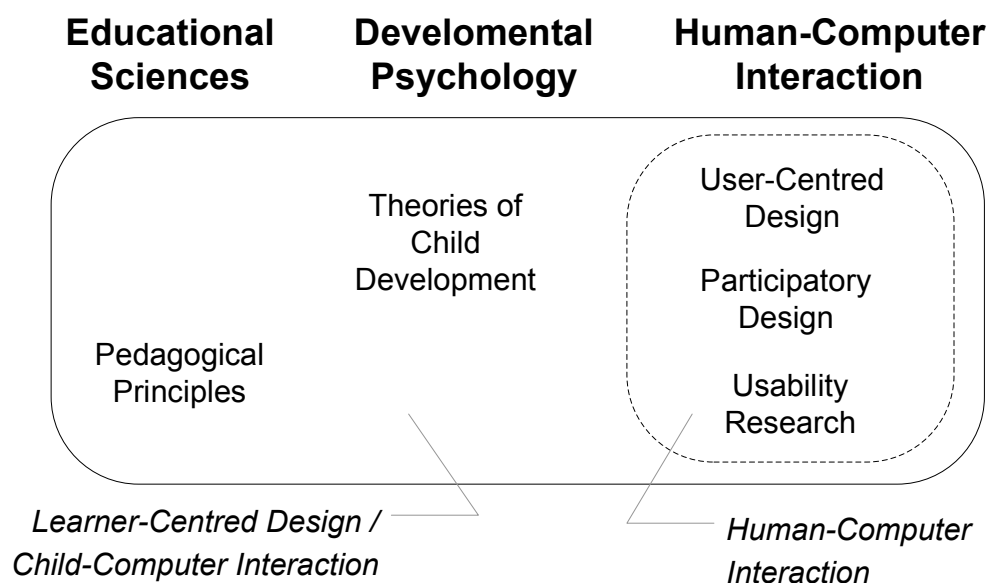 Educational
Sciences
Develomental
Psychology
Human-Computer
Interaction
User-Centred
Design
Theories of
Child
Development
Participatory
Design
Pedagogical
Principles
Usability
Research
Learner-Centred Design /
Child-Computer Interaction
Human-Computer
Interaction